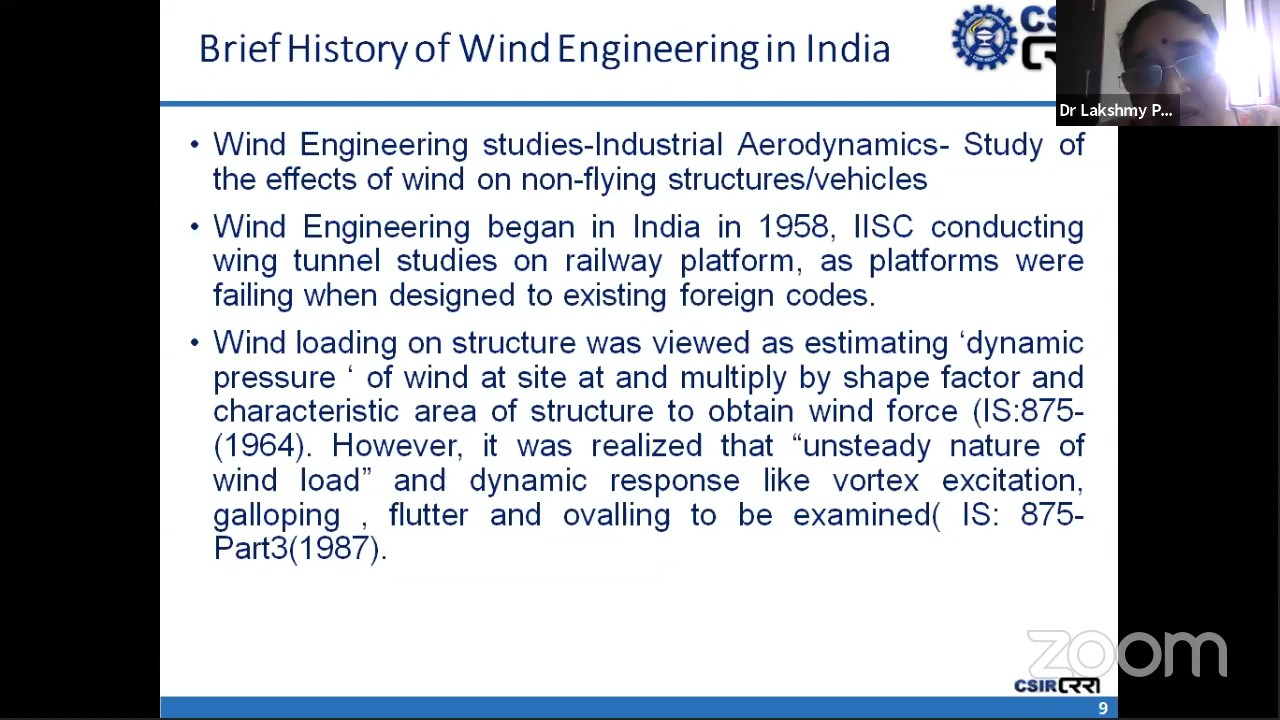 Brief History of Wind Engineering in India
CS
CRR
Dr Lakshmy P...
• Wind Engineering studies-Industrial Aerodynamics- Study of
the effects of wind on non-flying structures/vehicles
• Wind Engineering began in India in 1958, IISC conducting
wing tunnel studies on railway platform, as platforms were
failing when designed to existing foreign codes.
• Wind loading on structure was viewed as estimating ‘dynamic
pressure ‘ of wind at site at and multiply by shape factor and
characteristic area of structure to obtain wind force (IS:875-
(1964). However, it was realized that “unsteady nature of
wind load” and dynamic response like vortex excitation,
galloping , flutter and ovalling to be examined( IS: 875-
Part3(1987).
zoom
CSIR CRRI
9